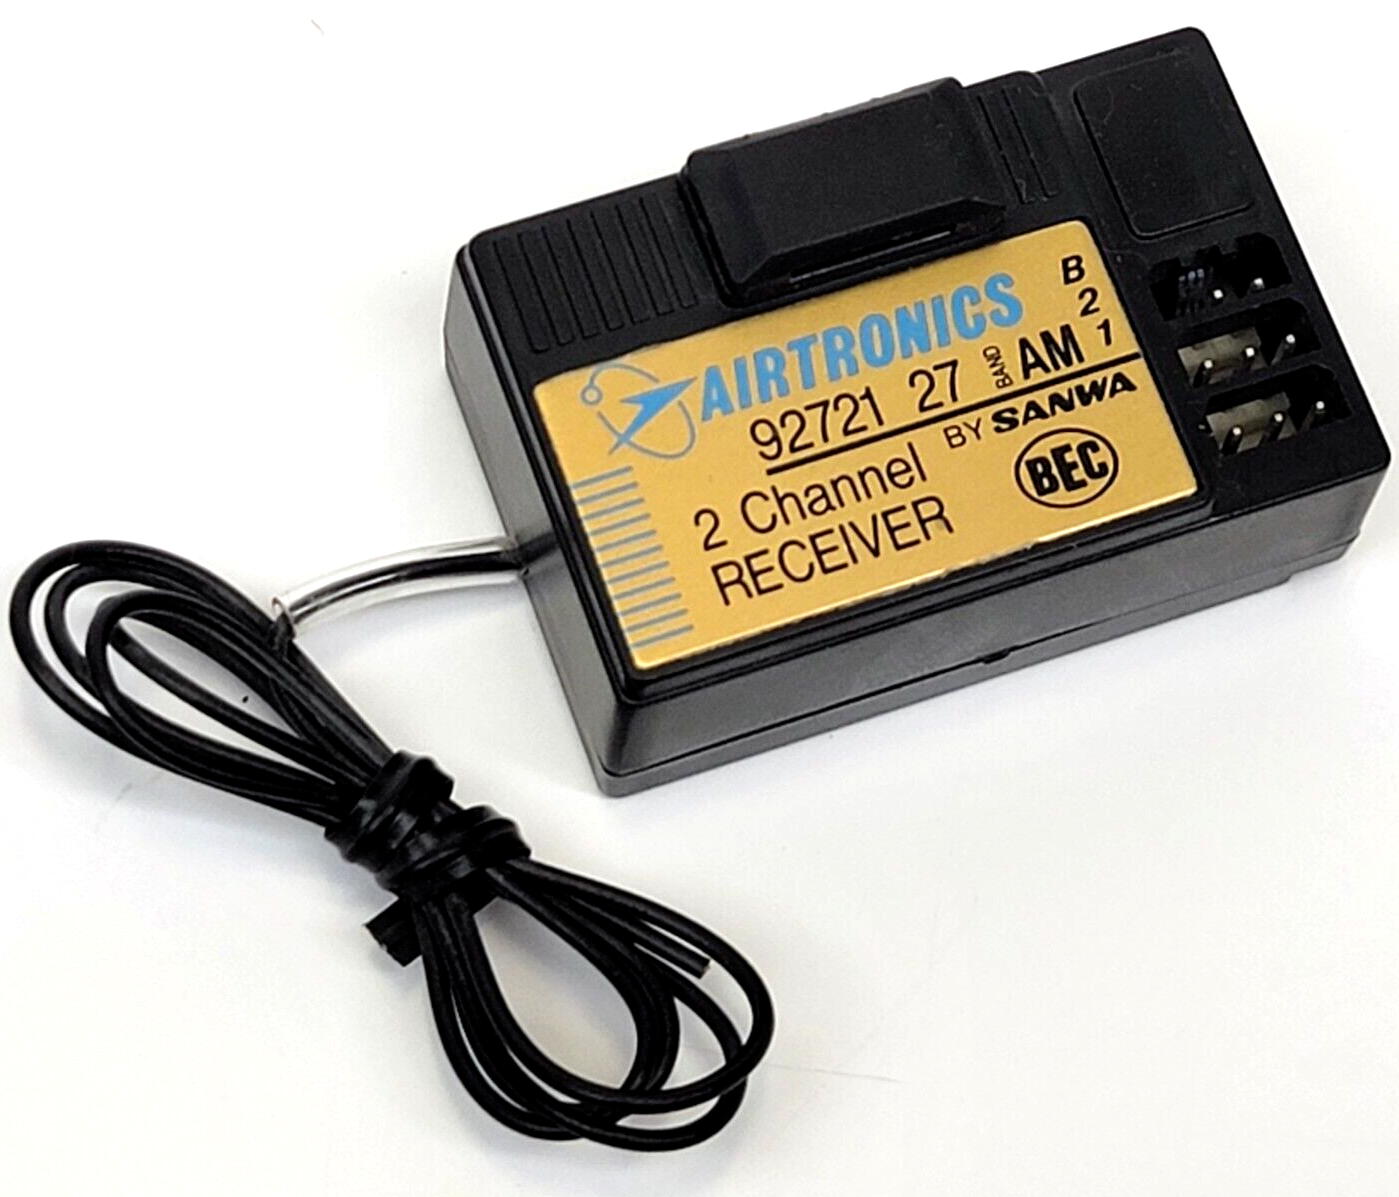 AIRTRONICS
92721 27 BAND AM
BY SANWA
2 Channel
RECEIVER
BEC
B
2
1